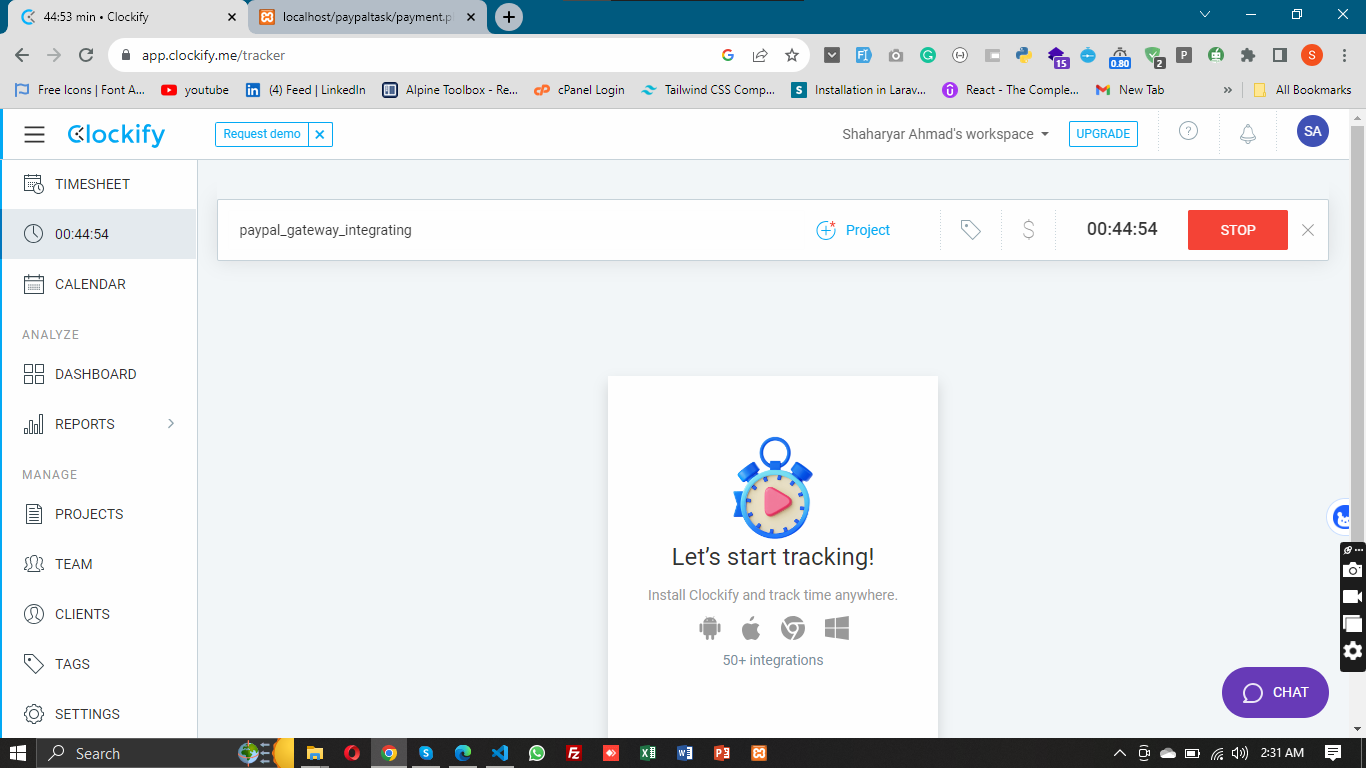 44:53 min • Clockify
localhost/paypaltask/payment.p
app.clockify.me/tracker
15
0.80
2
P
S
Free Icons | Font A...
youtube
(4) Feed | LinkedIn
Alpine Toolbox - Re...
cPanel Login
Tailwind CSS Comp...
Installation in Larav...
React - The Comple...
New Tab
»
All Bookmarks
Clockify
Request demo
Shaharyar Ahmad's workspace
UPGRADE
?
SA
TIMESHEET
00:44:54
CALENDAR
ANALYZE
DASHBOARD
REPORTS
MANAGE
PROJECTS
TEAM
CLIENTS
TAGS
SETTINGS
paypal_gateway_integrating
Project
$
00:44:54
STOP
Let's start tracking!
Install Clockify and track time anywhere.
50+ integrations
CHAT
Search
2:31 AM